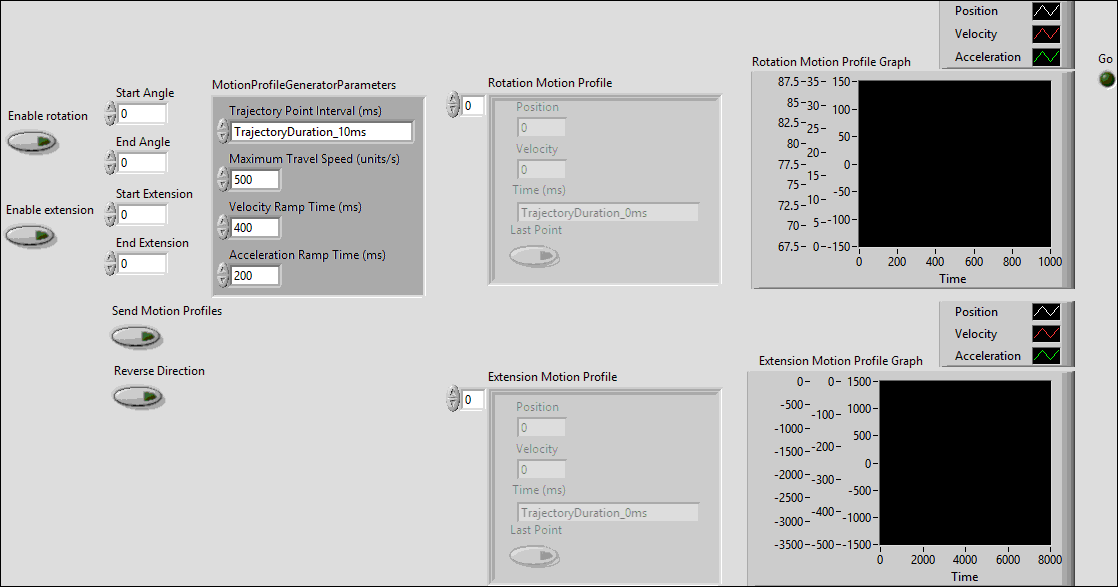 Enable rotation
Start Angle
0
End Angle
0
Enable extension
Start Extension
0
End Extension
0
Send Motion Profiles
Reverse Direction
MotionProfileGeneratorParameters
Trajectory Point Interval (ms)
TrajectoryDuration_10ms
Maximum Travel Speed (units/s)
500
Velocity Ramp Time (ms)
400
Acceleration Ramp Time (ms)
200
Rotation Motion Profile
0
Position
0
Velocity
0
Time (ms)
TrajectoryDuration_0ms
Last Point
Position
Velocity
Acceleration
Go
Rotation Motion Profile Graph
87.5 35 150
85 30 100
82.5 25 50
80 20 0
77.5 15 -50
75 10 -100
72.5 5 -150
70 0
67.5
0 200 400 600 800 1000
Time
Extension Motion Profile
0
Position
0
Velocity
0
Time (ms)
TrajectoryDuration_0ms
Last Point
Position
Velocity
Acceleration
Extension Motion Profile Graph
0 0 1500
-500 -100 1000
-1000 -200 500
-1500 -300 0
-2000 -400 -500
-2500 -500 -1000
-3000 -1500
-3500
0 2000 4000 6000 8000
Time